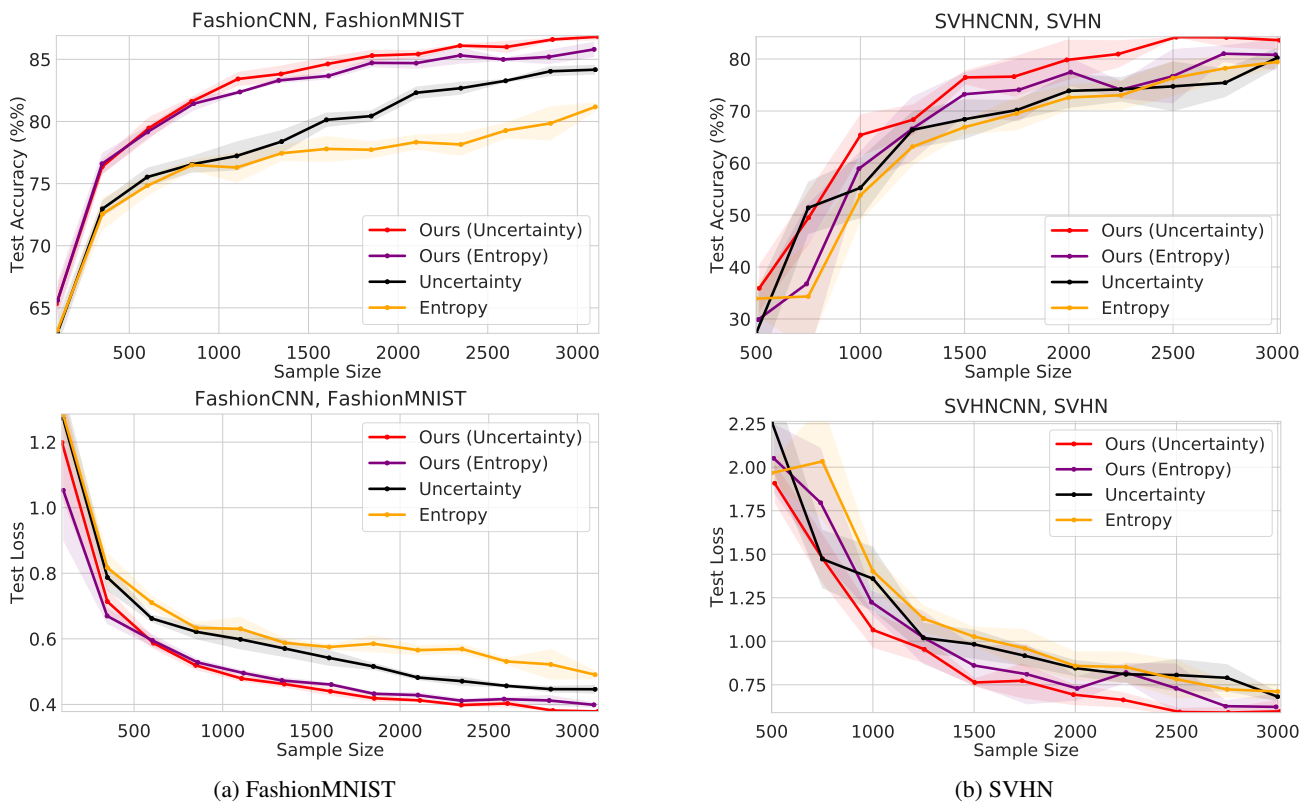 FashionCNN, FashionMNIST
Test Accuracy (%%)
85
80
75
70
65
Ours (Uncertainty)
Ours (Entropy)
Uncertainty
Entropy
500 1000 1500 2000 2500 3000
Sample Size
SVHNCNN, SVHN
Test Accuracy (%%)
80
70
60
50
40
30
Ours (Uncertainty)
Ours (Entropy)
Uncertainty
Entropy
500 1000 1500 2000 2500 3000
Sample Size
FashionCNN, FashionMNIST
Test Loss
1.2
1.0
0.8
0.6
0.4
Ours (Uncertainty)
Ours (Entropy)
Uncertainty
Entropy
500 1000 1500 2000 2500 3000
Sample Size
(a) FashionMNIST
SVHNCNN, SVHN
Test Loss
2.25
2.00
1.75
1.50
1.25
1.00
0.75
Ours (Uncertainty)
Ours (Entropy)
Uncertainty
Entropy
500 1000 1500 2000 2500 3000
Sample Size
(b) SVHN